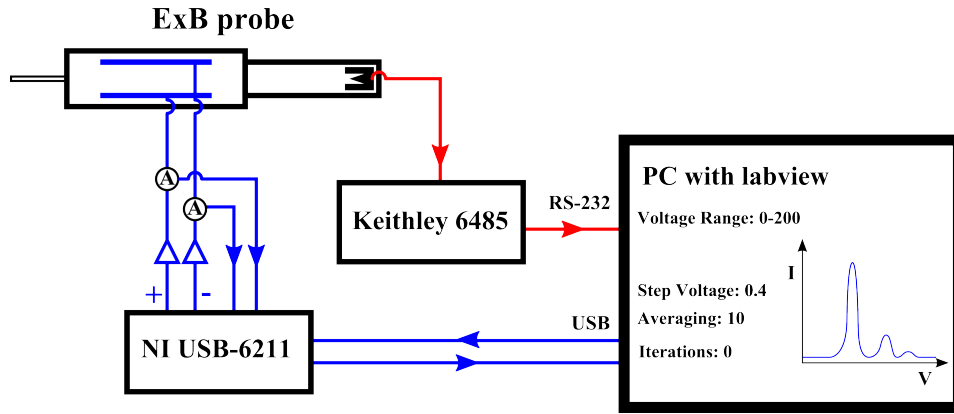 ExB probe
A
A
+ -
NI USB-6211
Keithley 6485
RS-232
USB
PC with labview
Voltage Range: 0-200
Step Voltage: 0.4
Averaging: 10
Iterations: 0
I
V